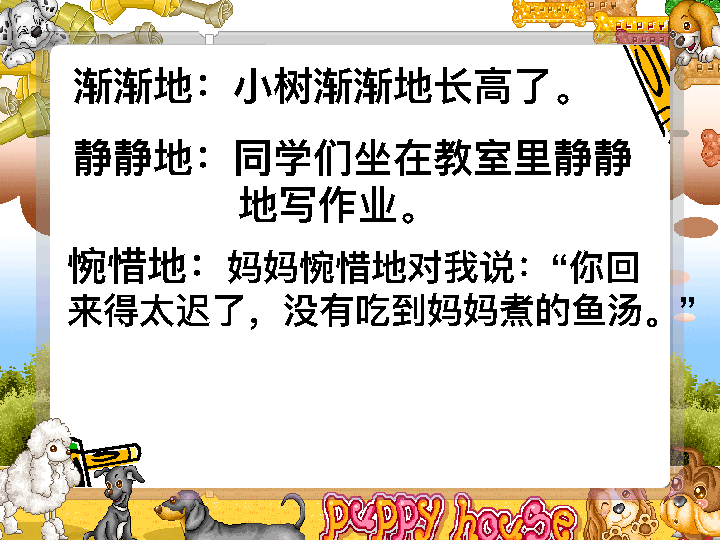 渐渐地：小树渐渐地长高了。
静静地：同学们坐在教室里静静
地写作业。
惋惜地：妈妈惋惜地对我说：“你回
来得太迟了，没有吃到妈妈煮的鱼汤。”
puppy house